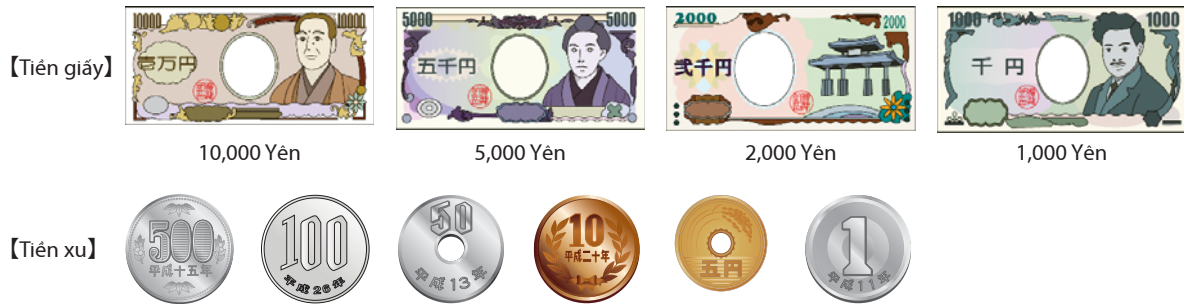 【Tiền giấy】
10000 10000
壱万円
5000 5000
五千円
2000 2000
弐千円
1000 1000
千円
10,000 Yên 5,000 Yên 2,000 Yên 1,000 Yên
【Tiền xu】
500
平成十五年
100
平成26年
50
平成13年
10
平成二十年
五円
1
平成11年